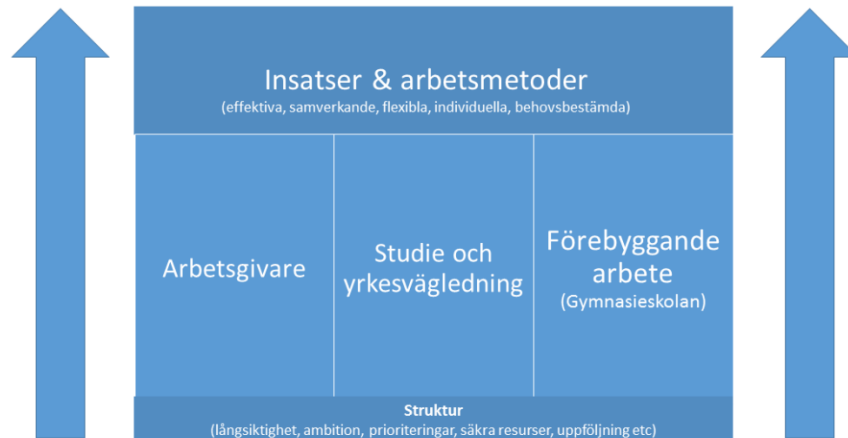 Insatser & arbetsmetoder
(effektiva, samverkande, flexibla, individuella, behovsbestämda)
Arbetsgivare
Studie och
yrkesvägledning
Förebyggande
arbete
(Gymnasieskolan)
Struktur
(långsiktighet, ambition, prioriteringar, säkra resurser, uppföljning etc)